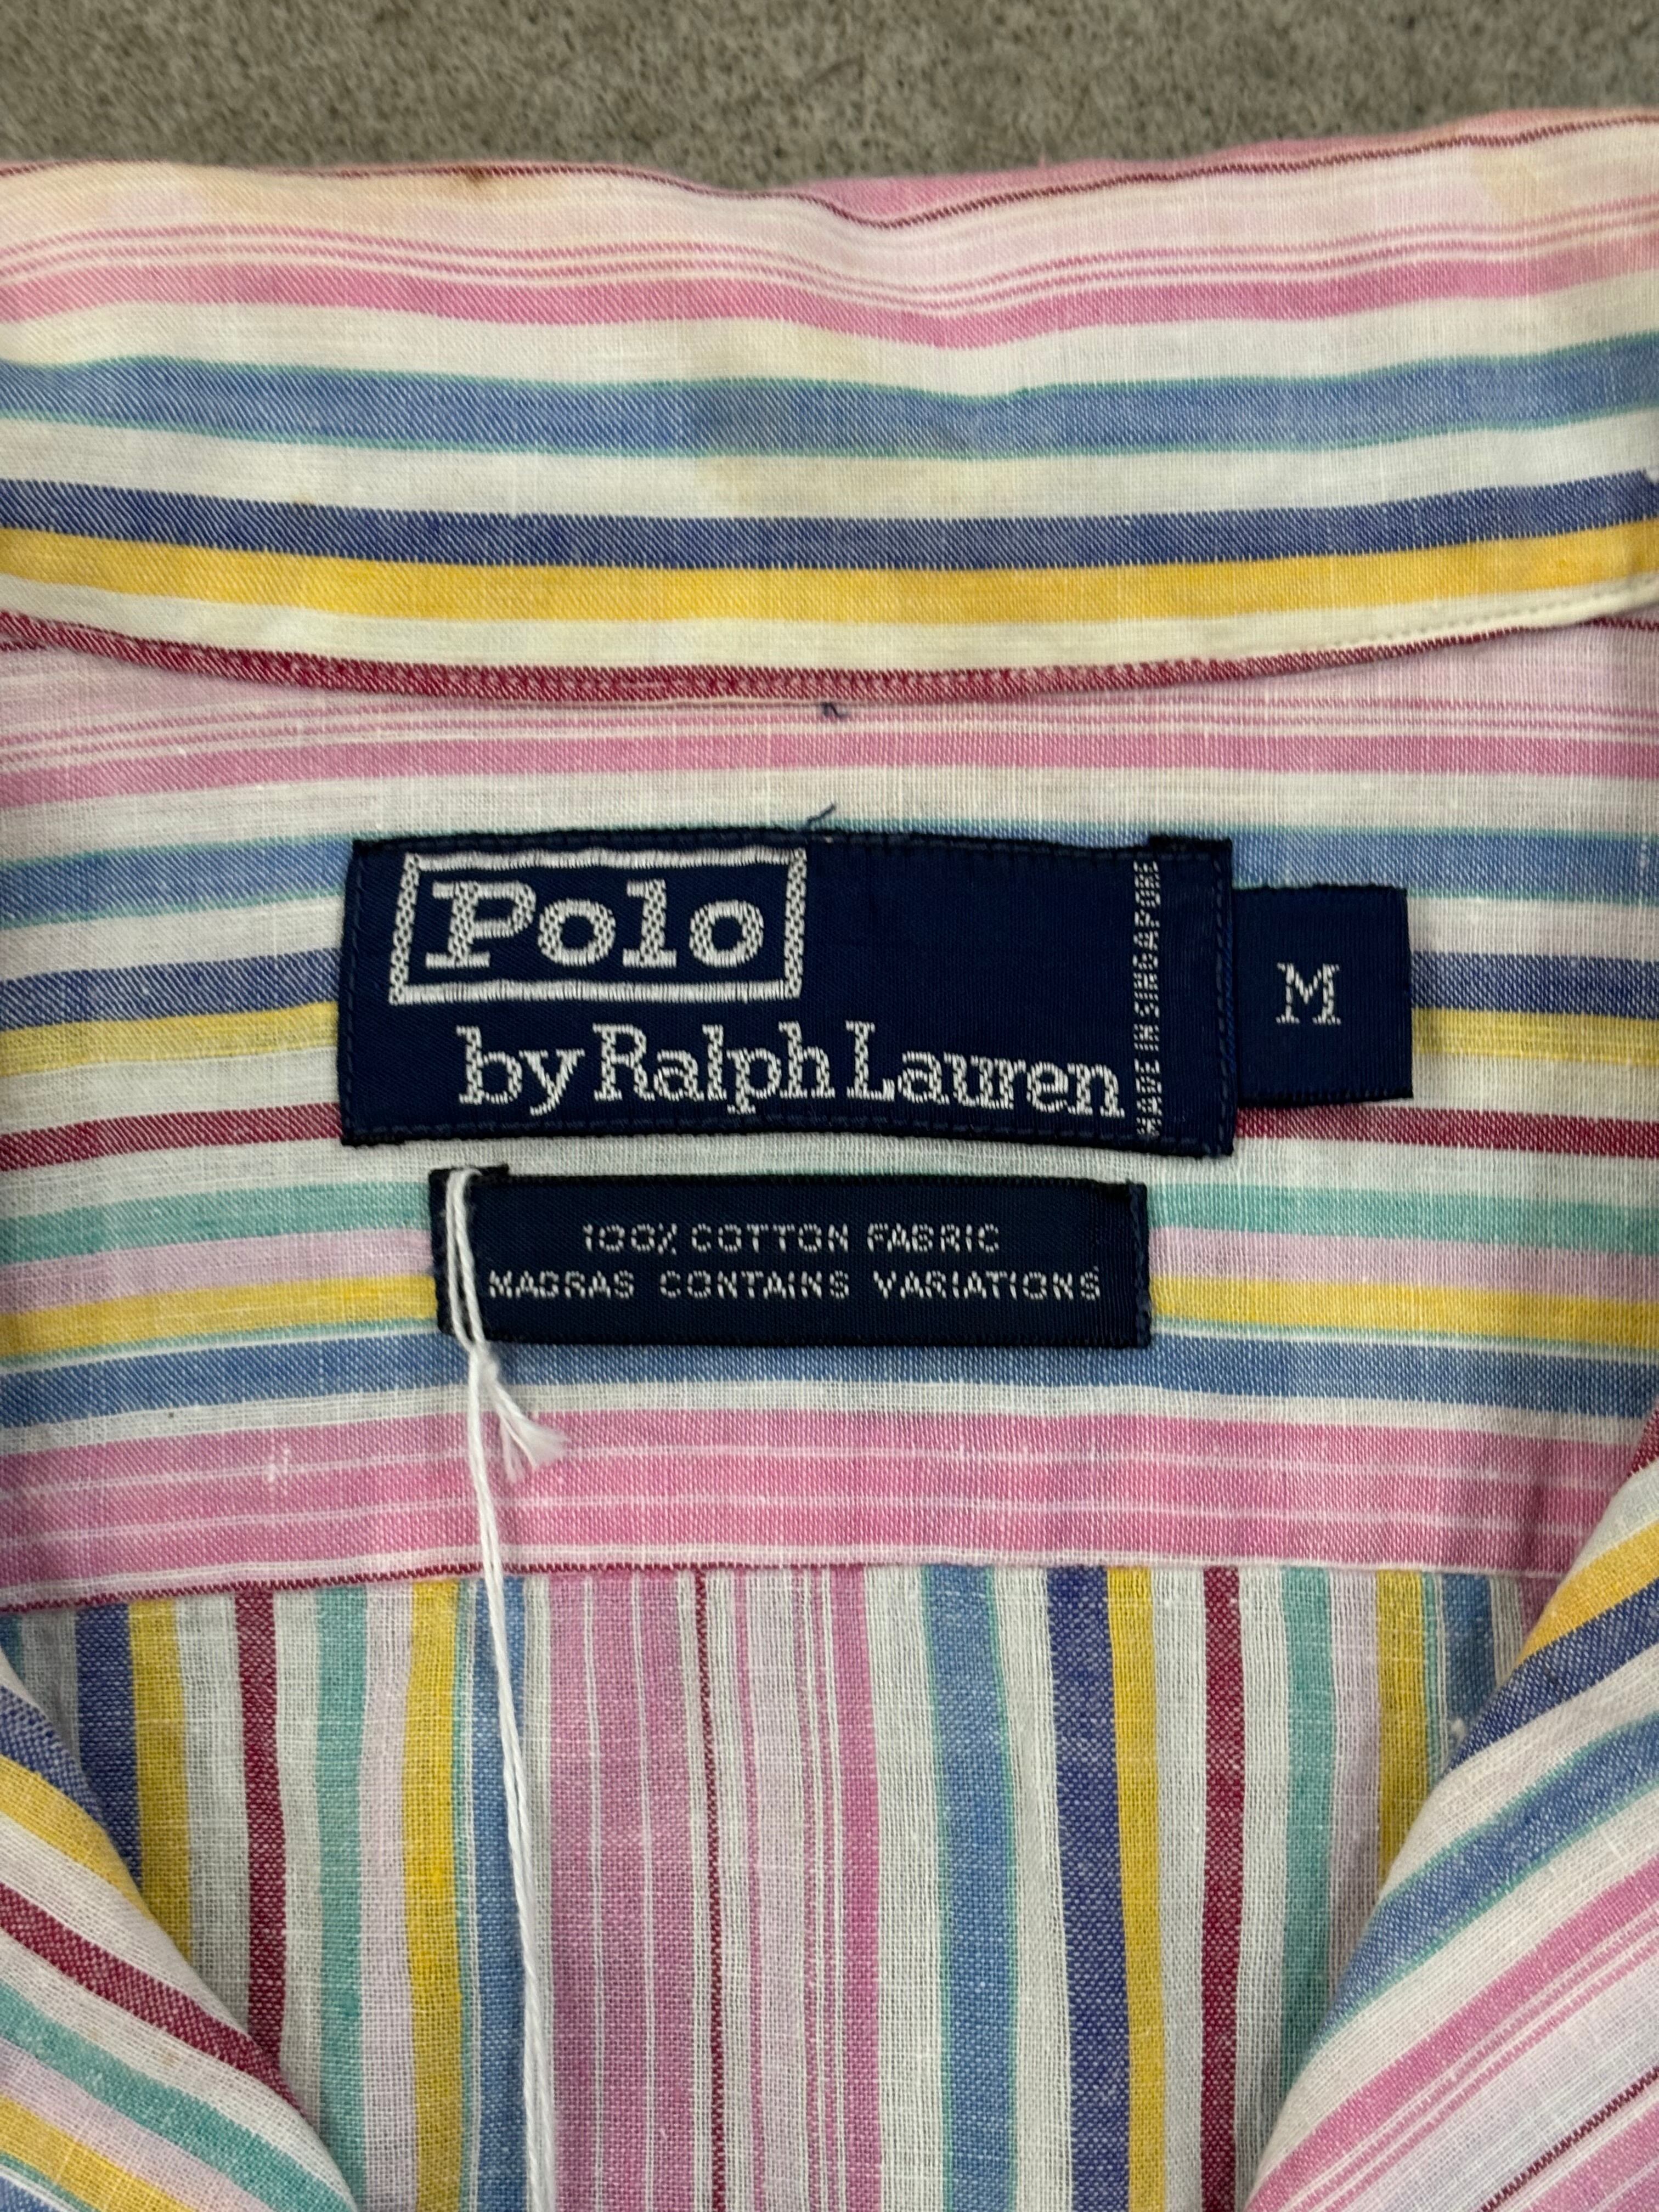 Polo
by Ralph Lauren
MADE IN SINGAPORE
M
100% COTTON FABRIC
MADRAS CONTAINS VARIATIONS